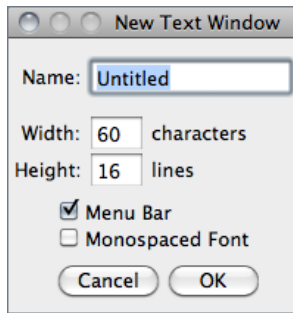 New Text Window
Name: Untitled
Width: 60 characters
Height: 16 lines
Menu Bar
Monospaced Font
Cancel OK